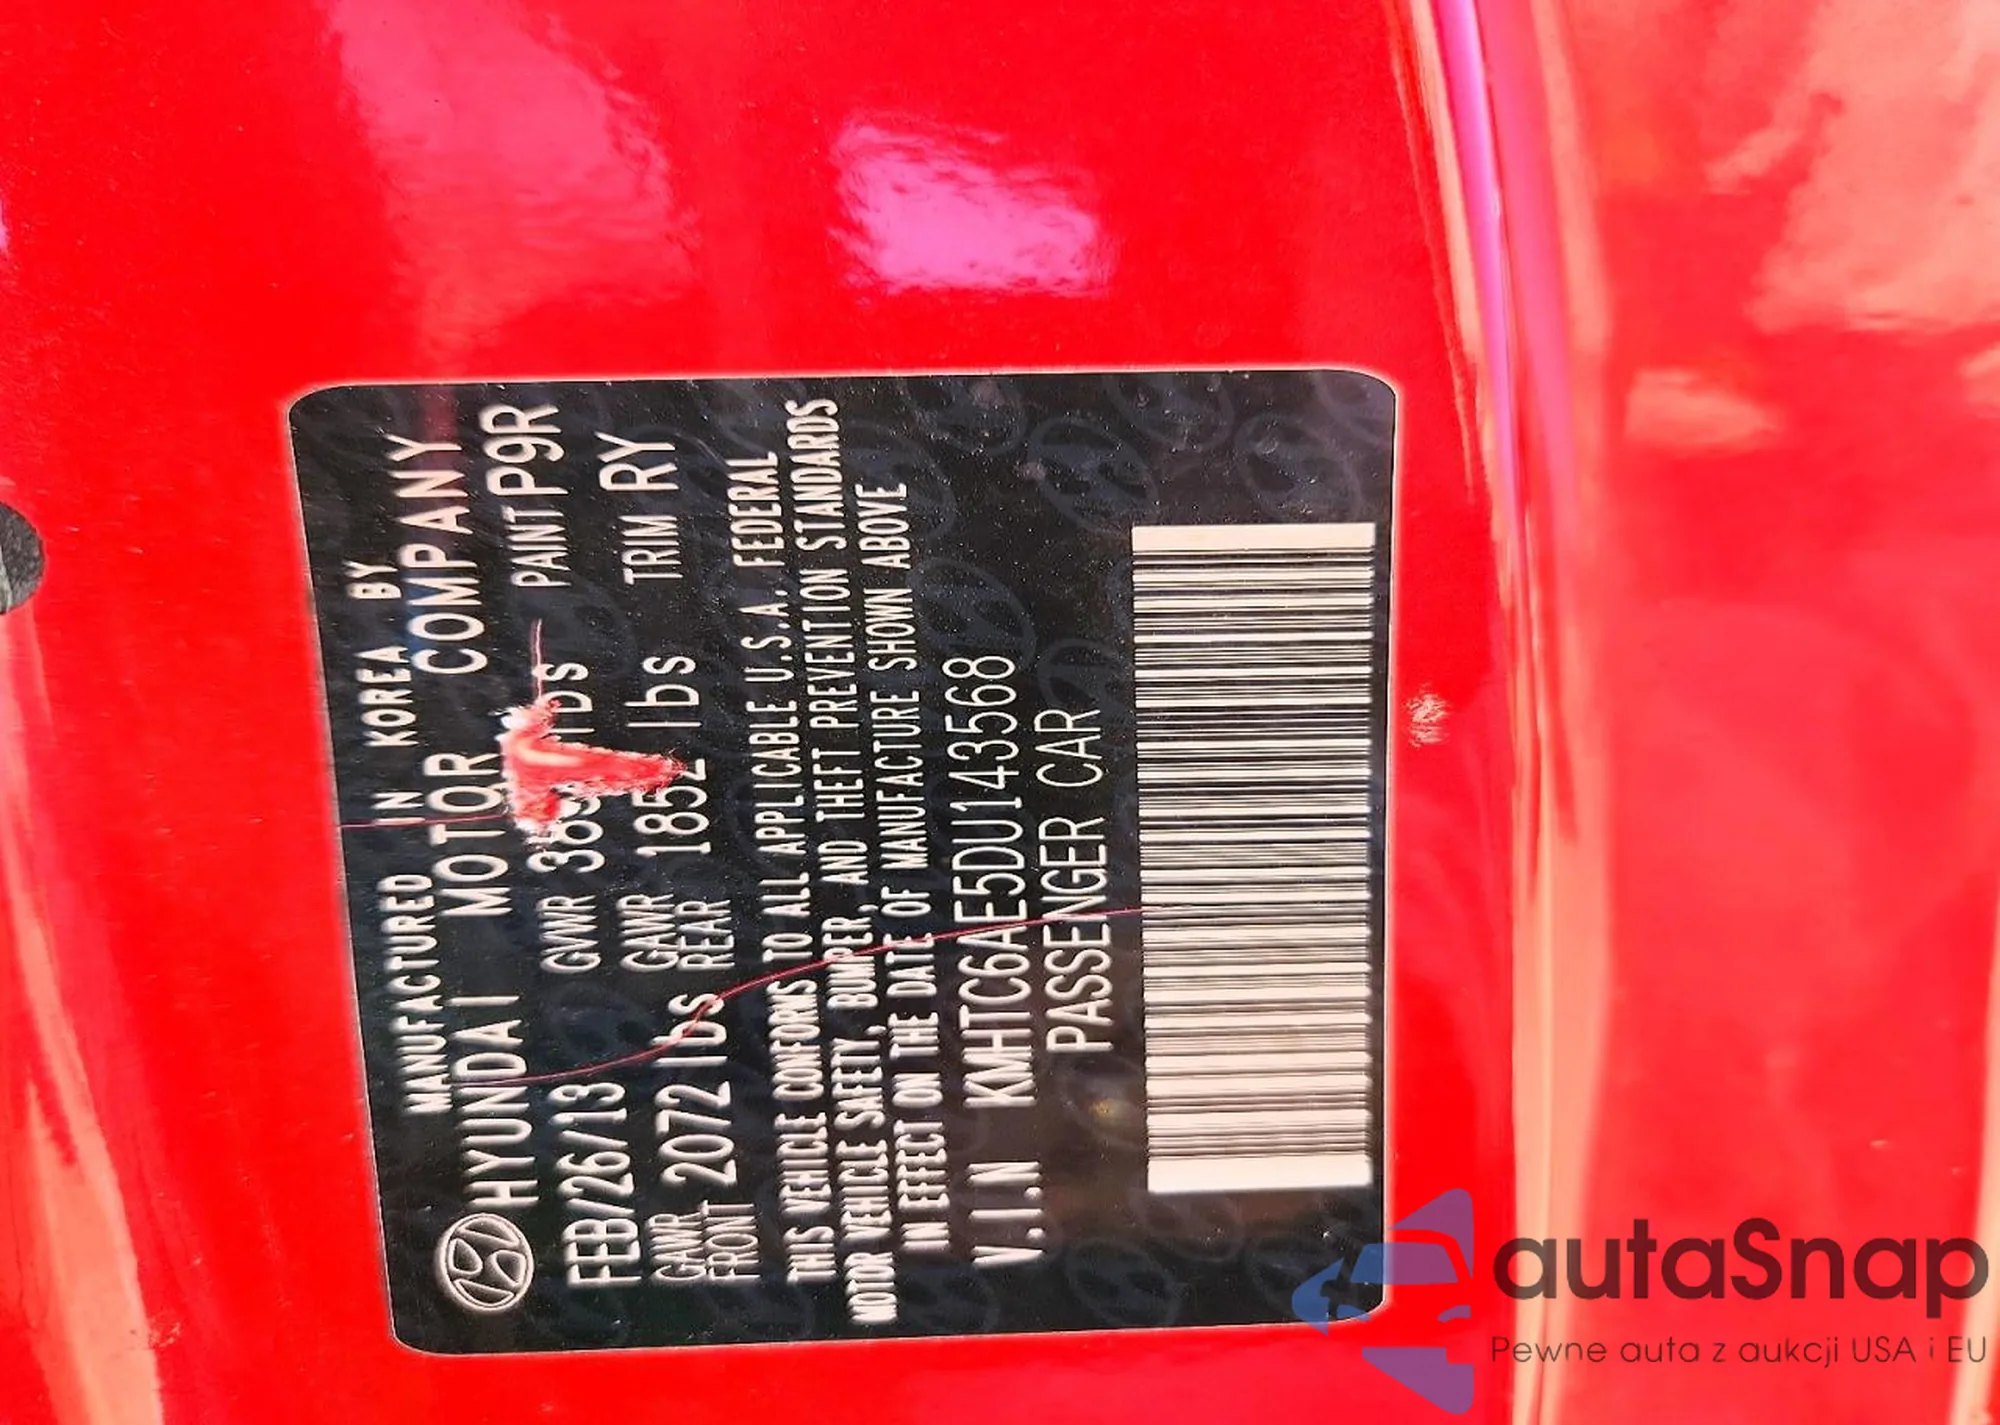 MANUFACTURED IN KOREA BY
HYUNDAI MOTOR COMPANY
FEB/26/13 GVWR lbs PAINT P9R
GAWR FRONT 2072 lbs GAWR REAR 1852 lbs TRIM RY
THIS VEHICLE CONFORMS TO ALL APPLICABLE U.S.A. FEDERAL
MOTOR VEHICLE SAFETY, BUMPER, AND THEFT PREVENTION STANDARDS
IN EFFECT ON THE DATE OF MANUFACTURE SHOWN ABOVE
V.I.N KMHTC6AE5DU143568
PASSENGER CAR
autaSnap
Pewne auta z aukcji USA i EU